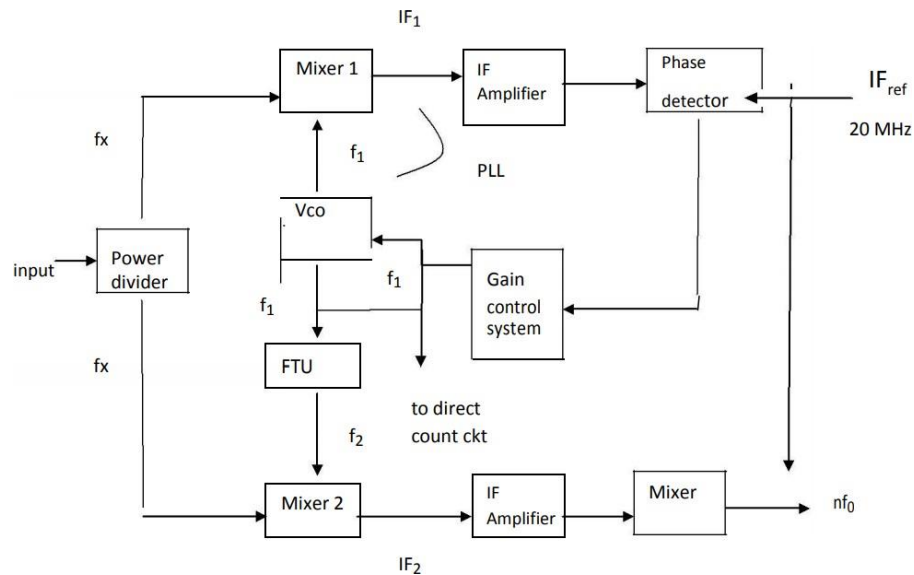 IF1
Mixer 1
IF
Amplifier
Phase
detector
IFref
20 MHz
fx
f1
PLL
Vco
input
Power
divider
f1
f1
Gain
control
system
fx
FTU
to direct
count ckt
f2
Mixer 2
IF
Amplifier
Mixer
nf0
IF2